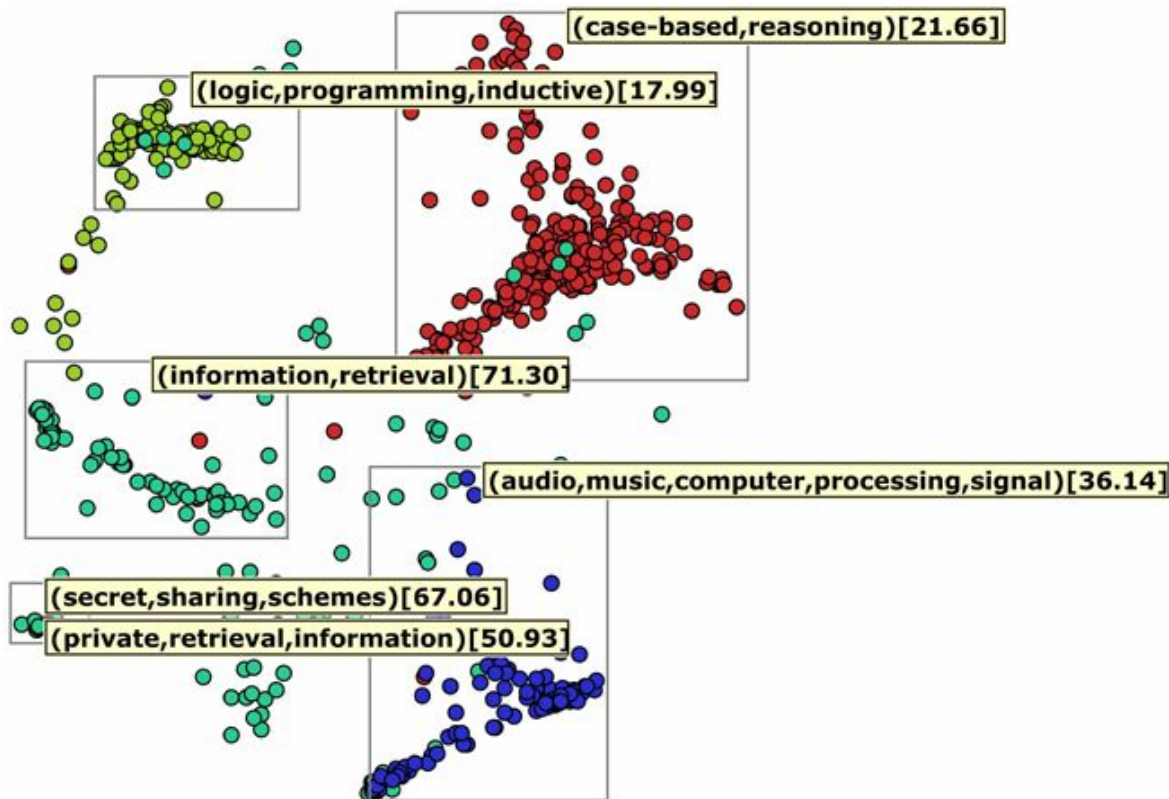 (case-based,reasoning)[21.66]
(logic,programming,inductive)[17.99]
(information,retrieval)[71.30]
(audio,music,computer,processing,signal)[36.14]
(secret,sharing,schemes)[67.06]
(private,retrieval,information)[50.93]